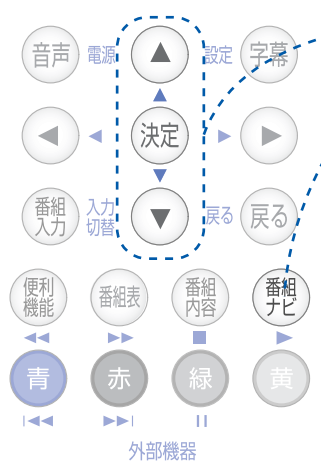 音声 電源 設定 字幕
決定
番組
入力
入力
切替
戻る 戻る
便利
機能
番組表
番組
内容
番組
ナビ
青 赤 緑 黄
外部機器